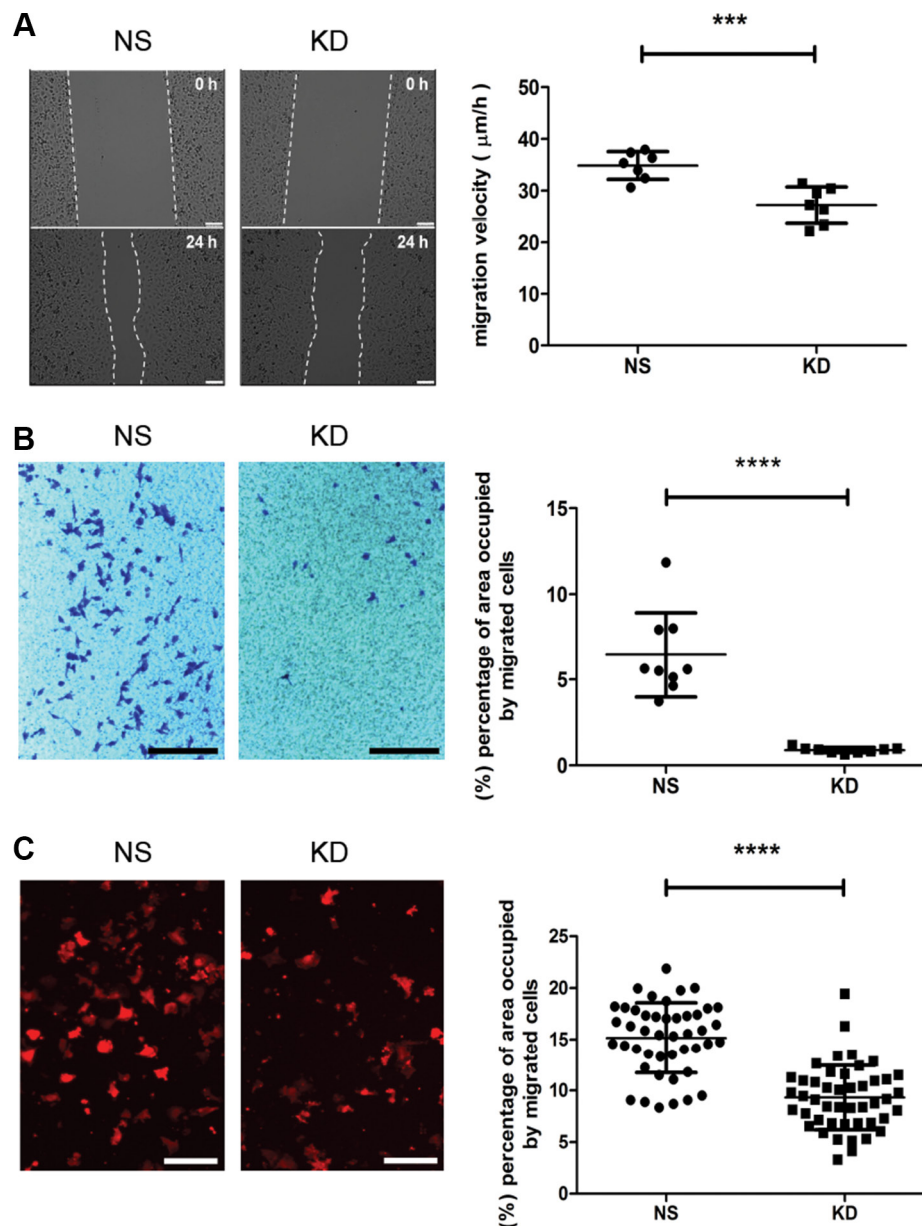 A
NS KD
0 h 0 h
24 h 24 h
***
migration velocity ( μm/h )
50
40
30
20
10
0
NS KD
B
NS KD
****
(%) percentage of area occupied
by migrated cells
15
10
5
0
NS KD
C
NS KD
****
(%) percentage of area occupied
by migrated cells
25
20
15
10
5
0
NS KD